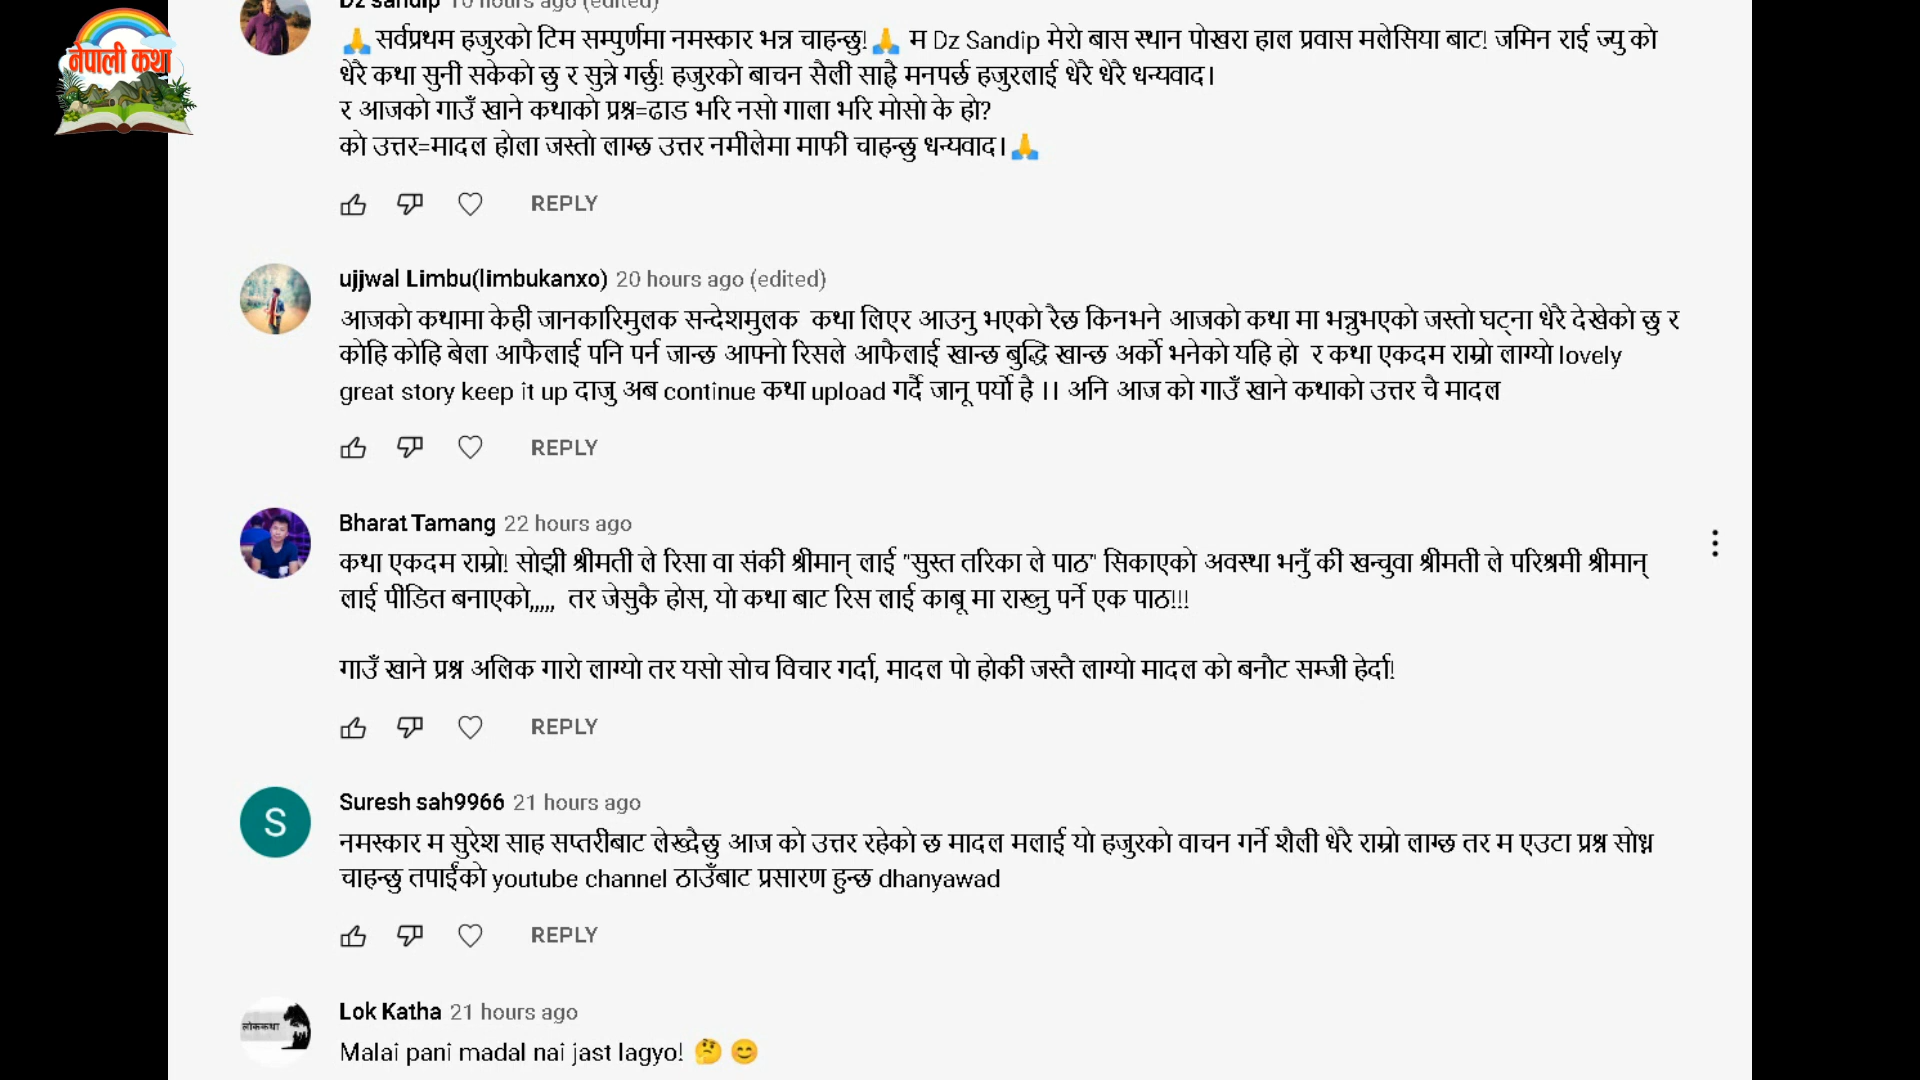 नेपाली कथा
Dz sandip 10 hours ago (edited)
🙏सर्वप्रथम हजुरको टिम सम्पुर्णमा नमस्कार भन्न चाहन्छु!🙏 म Dz Sandip मेरो बास स्थान पोखरा हाल प्रवास मलेसिया बाट! जमिन राई ज्यु को
धेरै कथा सुनी सकेको छु र सुन्ने गर्छु! हजुरको बाचन सैली साह्रै मनपर्छ हजुरलाई धेरै धेरै धन्यवाद।
र आजको गाउँ खाने कथाको प्रश्न=ढाड भरि नसो गाला भरि मोसो के हो?
को उत्तर=मादल होला जस्तो लाग्छ उत्तर नमीलेमा माफी चाहन्छु धन्यवाद।🙏
REPLY
ujjwal Limbu(limbukanxo) 20 hours ago (edited)
आजको कथामा केही जानकारिमुलक सन्देशमुलक कथा लिएर आउनु भएको रैछ किनभने आजको कथा मा भन्नुभएको जस्तो घट्ना धेरै देखेको छु र
कोहि कोहि बेला आफैलाई पनि पर्न जान्छ आफ्नो रिसले आफैलाई खान्छ बुद्धि खान्छ अर्को भनेको यहि हो र कथा एकदम राम्रो लाग्यो lovely
great story keep it up दाजु अब continue कथा upload गर्दै जानू पर्यो है ।। अनि आज को गाउँ खाने कथाको उत्तर चै मादल
REPLY
Bharat Tamang 22 hours ago
कथा एकदम राम्रो! सोझी श्रीमती ले रिसा वा संकी श्रीमान् लाई "सुस्त तरिका ले पाठ" सिकाएको अवस्था भनुँ की खन्चुवा श्रीमती ले परिश्रमी श्रीमान्
लाई पीडित बनाएको,,,,, तर जेसुकै होस, यो कथा बाट रिस लाई काबू मा राख्नु पर्ने एक पाठ!!!
गाउँ खाने प्रश्न अलिक गारो लाग्यो तर यसो सोच विचार गर्दा, मादल पो होकी जस्तै लाग्यो मादल को बनौट सम्जी हेर्दा!
REPLY
S
Suresh sah9966 21 hours ago
नमस्कार म सुरेश साह सप्तरीबाट लेख्दैछु आज को उत्तर रहेको छ मादल मलाई यो हजुरको वाचन गर्ने शैली धेरै राम्रो लाग्छ तर म एउटा प्रश्न सोध्न
चाहन्छु तपाईंको youtube channel ठाउँबाट प्रसारण हुन्छ dhanyawad
REPLY
लोककथा
Lok Katha 21 hours ago
Malai pani madal nai jast lagyo! 🤔 😊